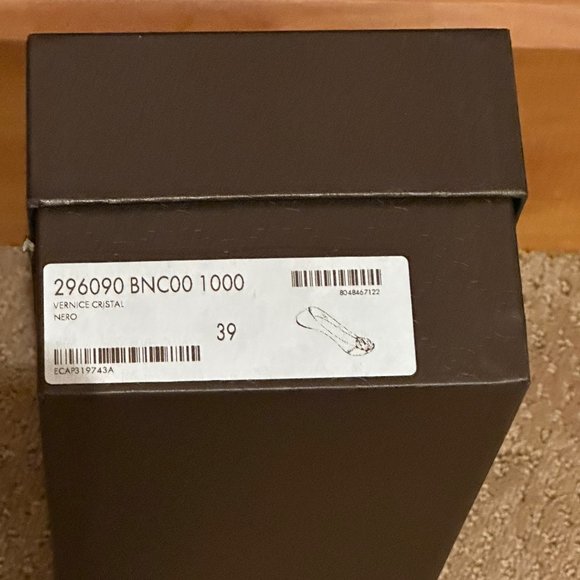 296090 BNC00 1000
VERNICE CRISTAL
NERO
8048467122
39
ECAP319743A